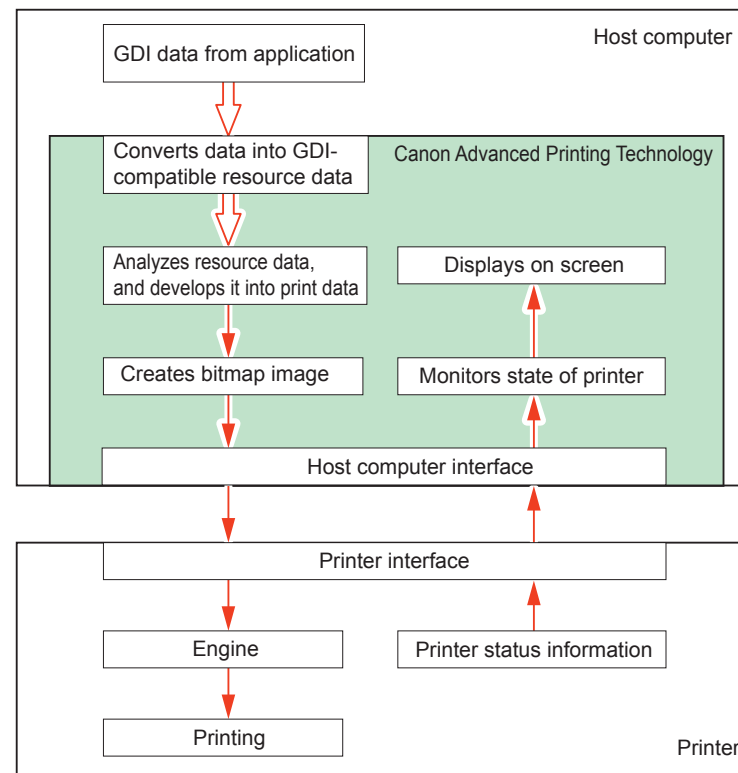 Host computer
GDI data from application
Canon Advanced Printing Technology
Converts data into GDI-
compatible resource data
Analyzes resource data,
and develops it into print data
Displays on screen
Creates bitmap image
Monitors state of printer
Host computer interface
Printer interface
Engine
Printer status information
Printing
Printer